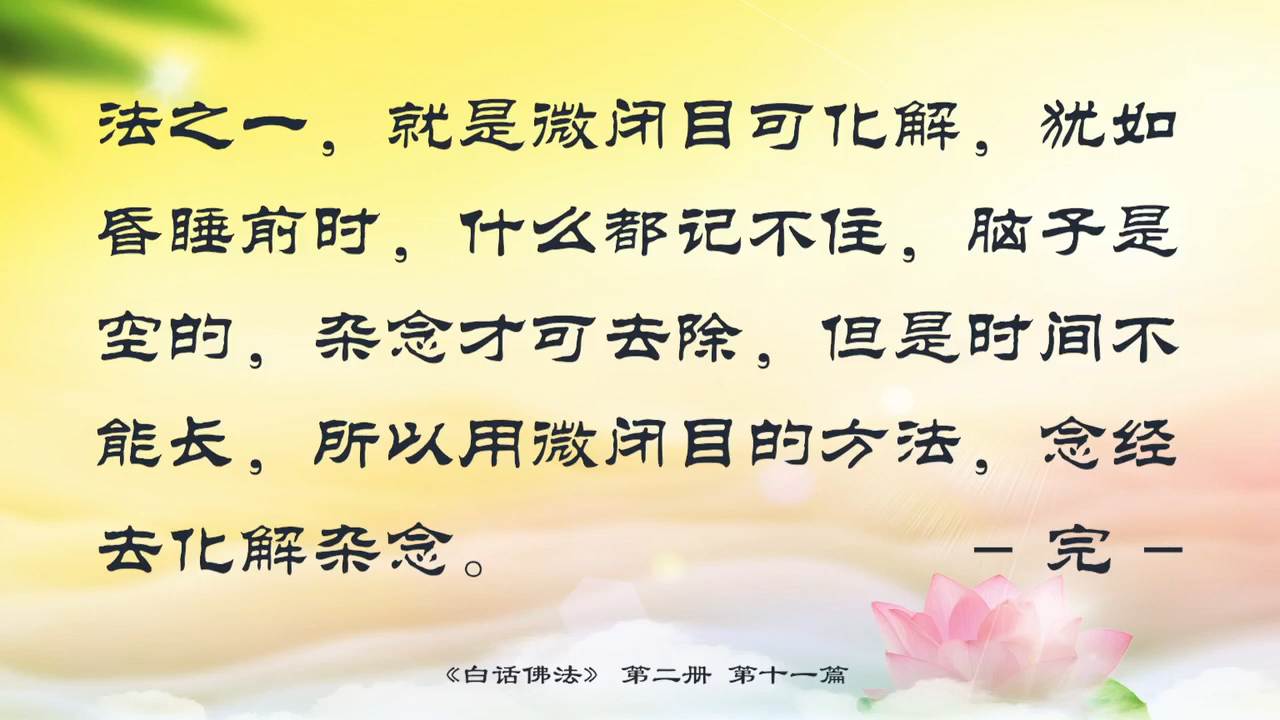 法之一，就是微闭目可化解，犹如
昏睡前时，什么都记不住，脑子是
空的，杂念才可去除，但是时间不
能长，所以用微闭目的方法，念经
去化解杂念。 － 完 －
《白话佛法》 第二册 第十一篇